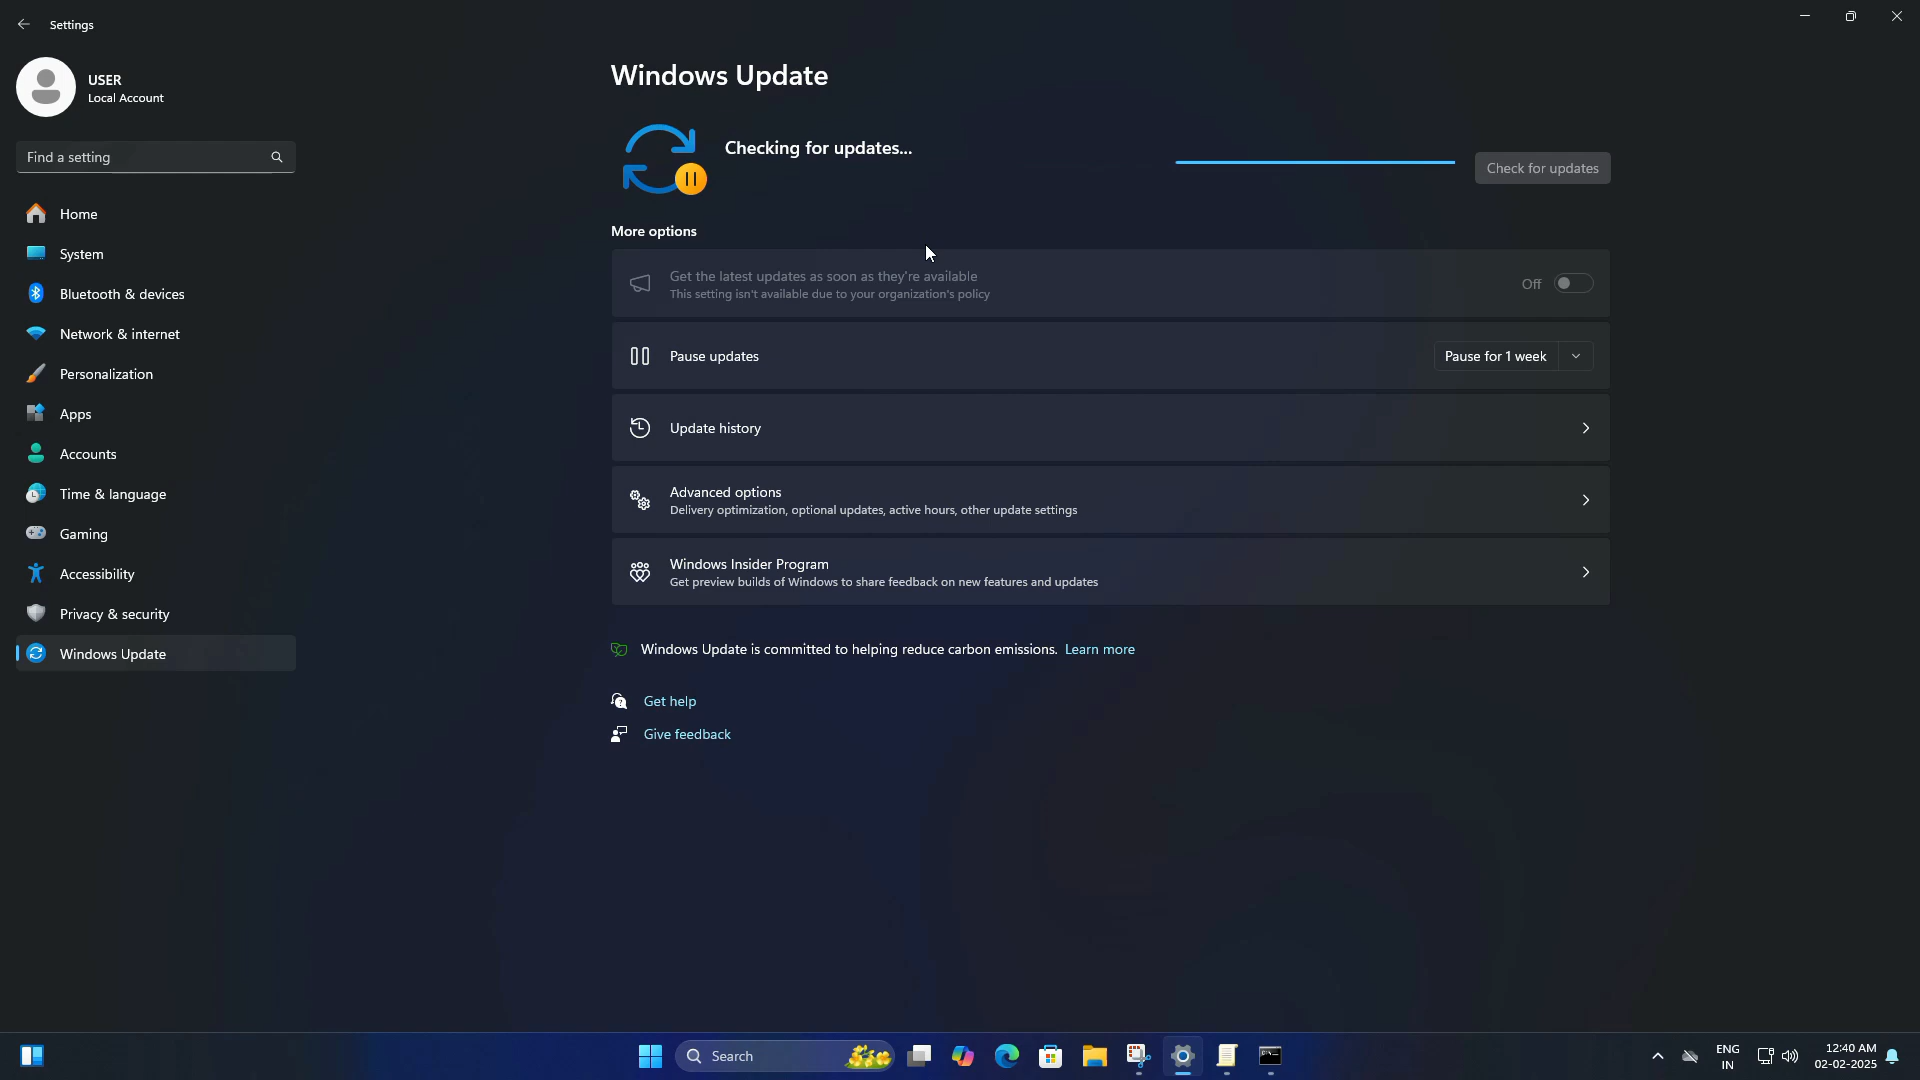 Settings
USER
Local Account
Find a setting
Home
System
Bluetooth & devices
Network & internet
Personalization
Apps
Accounts
Time & language
Gaming
Accessibility
Privacy & security
Windows Update
Windows Update
Checking for updates...
Check for updates
More options
Get the latest updates as soon as they're available
This setting isn't available due to your organization's policy
Off
Pause updates
Pause for 1 week
Update history
Advanced options
Delivery optimization, optional updates, active hours, other update settings
Windows Insider Program
Get preview builds of Windows to share feedback on new features and updates
Windows Update is committed to helping reduce carbon emissions. Learn more
Get help
Give feedback
Search
ENG
IN
12:40 AM
02-02-2025